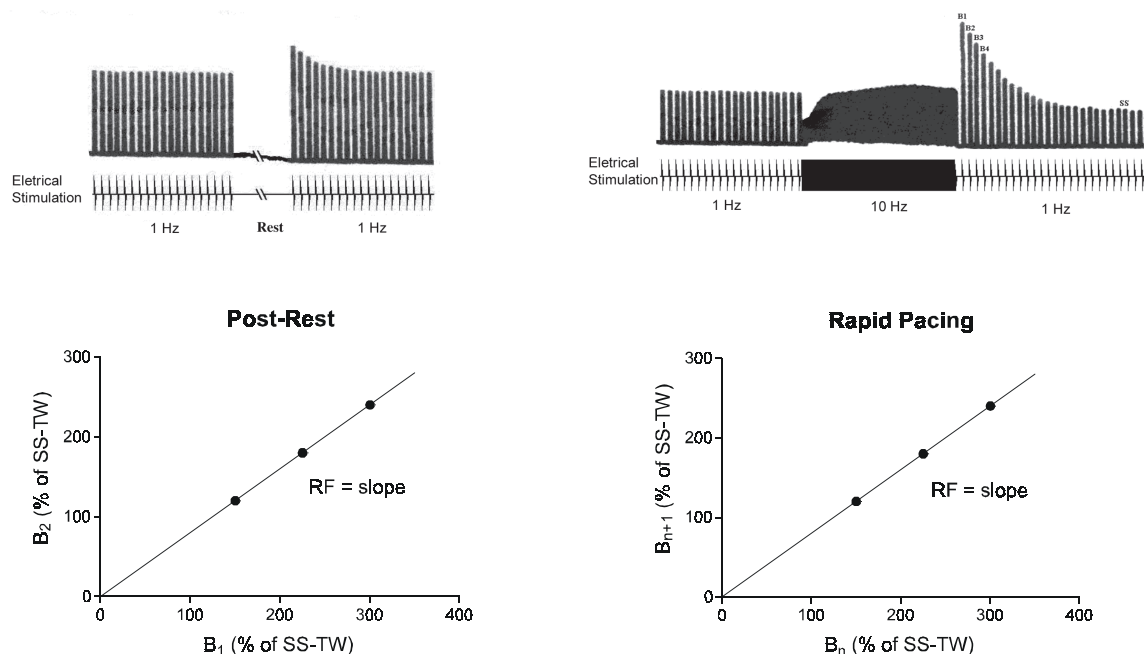 Eletrical
Stimulation
1 Hz
Rest
1 Hz
B1
B2
B3
B4
SS
Eletrical
Stimulation
1 Hz
10 Hz
1 Hz
Post-Rest
300
200
100
0
B2 (% of SS-TW)
RF = slope
0 100 200 300 400
B1 (% of SS-TW)
Rapid Pacing
300
200
100
0
Bn+1 (% of SS-TW)
RF = slope
0 100 200 300 400
Bn (% of SS-TW)